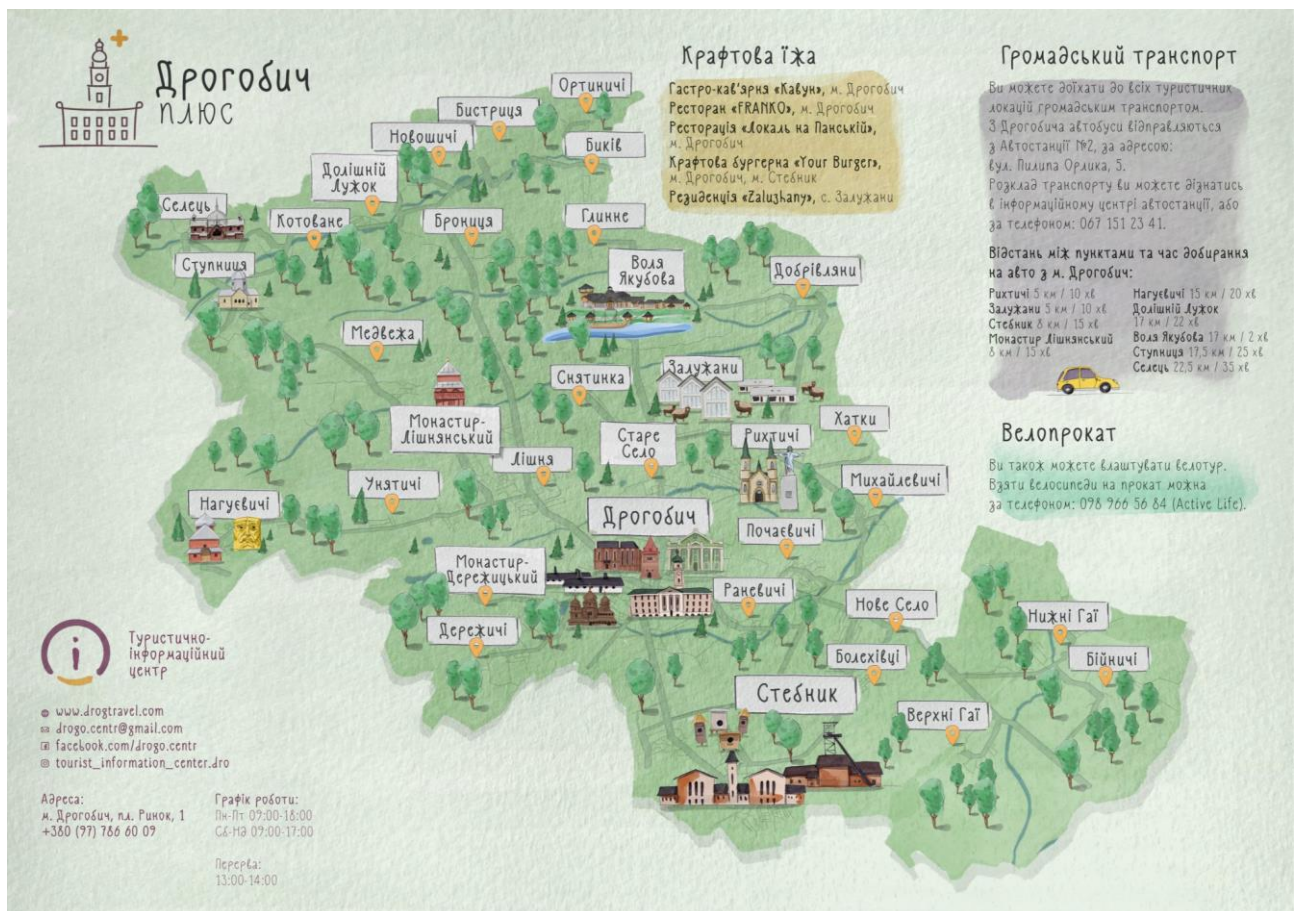 Дрогобич
плюс
Ортиничі
Бистриця
Новошичі
Биків
Долішній
Лужок
Селець
Котоване
Брониця
Глинне
Ступниця
Воля
Якубова
Добрівляни
Медвежа
Снятинка
Залужани
Монастир-
Лішнянський
Хатки
Лішня
Старе
Село
Рихтичі
Унятичі
Михайлевичі
Нагуєвичі
Дрогобич
Почаєвичі
Монастир-
Дережицький
Раневичі
Нове Село
Нижні Гаї
Дережичі
Болехівці
Бійничі
Стебник
Верхні Гаї
Крафтова їжа
Гастро-кав'ярня «Кавун», м. Дрогобич
Ресторан «FRANKO», м. Дрогобич
Ресторація «Локаль на Панській»,
м. Дрогобич
Крафтова бургерна «Your Burger»,
м. Дрогобич, м. Стебник
Резиденція «Zaluzhany», с. Залужани
Громадський транспорт
Ви можете доїхати до всіх туристичних
локацій громадським транспортом.
З Дрогобича автобуси відправляються
з Автостанції №2, за адресою:
вул. Пилипа Орлика, 5.
Розклад транспорту ви можете дізнатись
в інформаційному центрі автостанції, або
за телефоном: 067 151 23 41.
Відстань між пунктами та час добирання
на авто з м. Дрогобич:
Рихтичі 5 км / 10 хв
Залужани 5 км / 10 хв
Стебник 8 км / 15 хв
Монастир Лішнянський
8 км / 15 хв
Нагуєвичі 15 км / 20 хв
Долішній Лужок
17 км / 22 хв
Воля Якубова 17 км / 2 хв
Ступниця 17,5 км / 25 хв
Селець 22,5 км / 35 хв
Велопрокат
Ви також можете влаштувати велотур.
Взяти велосипеди на прокат можна
за телефоном: 098 966 56 84 (Active Life).
i
Туристично-
інформаційний
центр
www.drogtravel.com
drogo.centr@gmail.com
facebook.com/drogo.centr
tourist_information_center.dro
Адреса:
м. Дрогобич, пл. Ринок, 1
+380 (97) 786 60 09
Графік роботи:
Пн-Пт 09:00-18:00
Сб-Нд 09:00-17:00
Перерва:
13:00-14:00